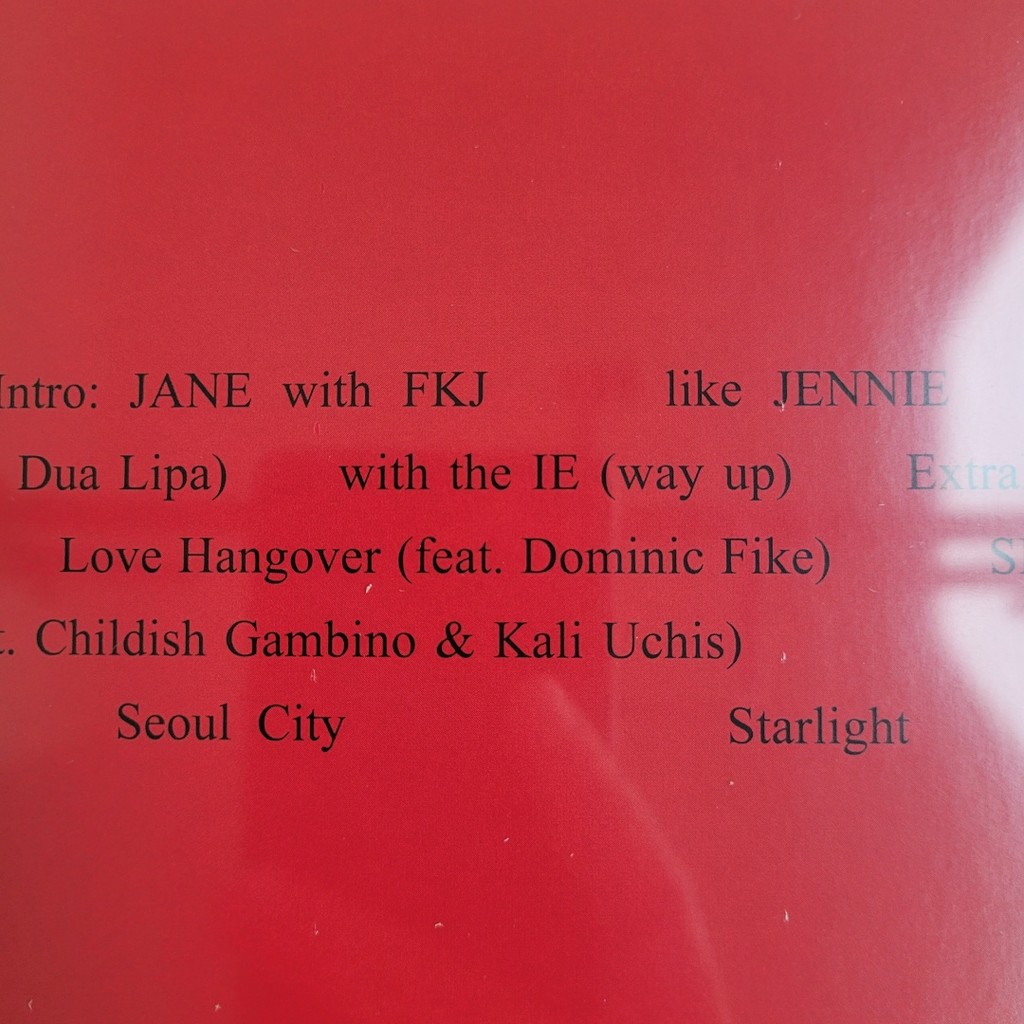 Intro: JANE with FKJ like JENNIE
Dua Lipa) with the IE (way up)
Love Hangover (feat. Dominic Fike)
Childish Gambino & Kali Uchis)
Seoul City Starlight